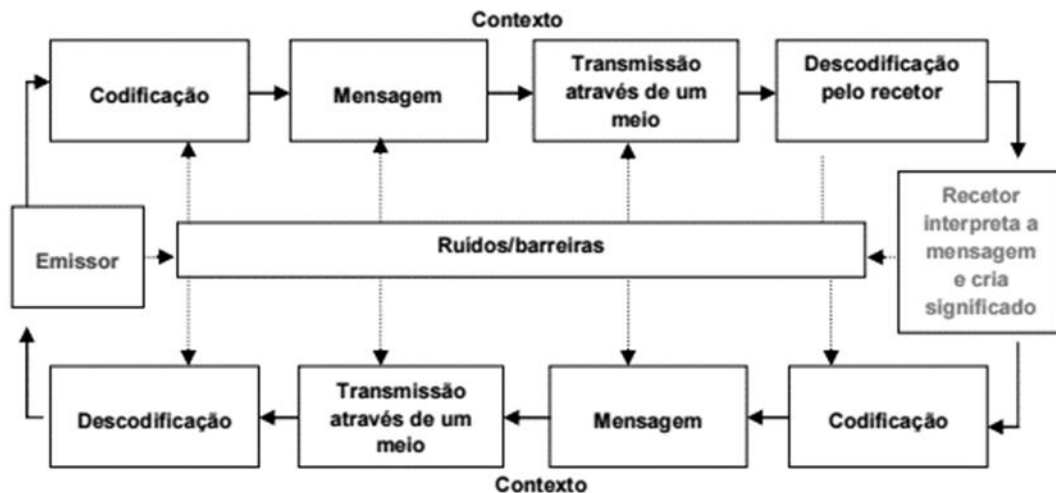 Contexto
Codificação
Mensagem
Transmissão
através de um
meio
Descodificação
pelo recetor
Emissor
Ruídos/barreiras
Recetor
interpreta a
mensagem
e cria
significado
Descodificação
Transmissão
através de um
meio
Mensagem
Codificação
Contexto